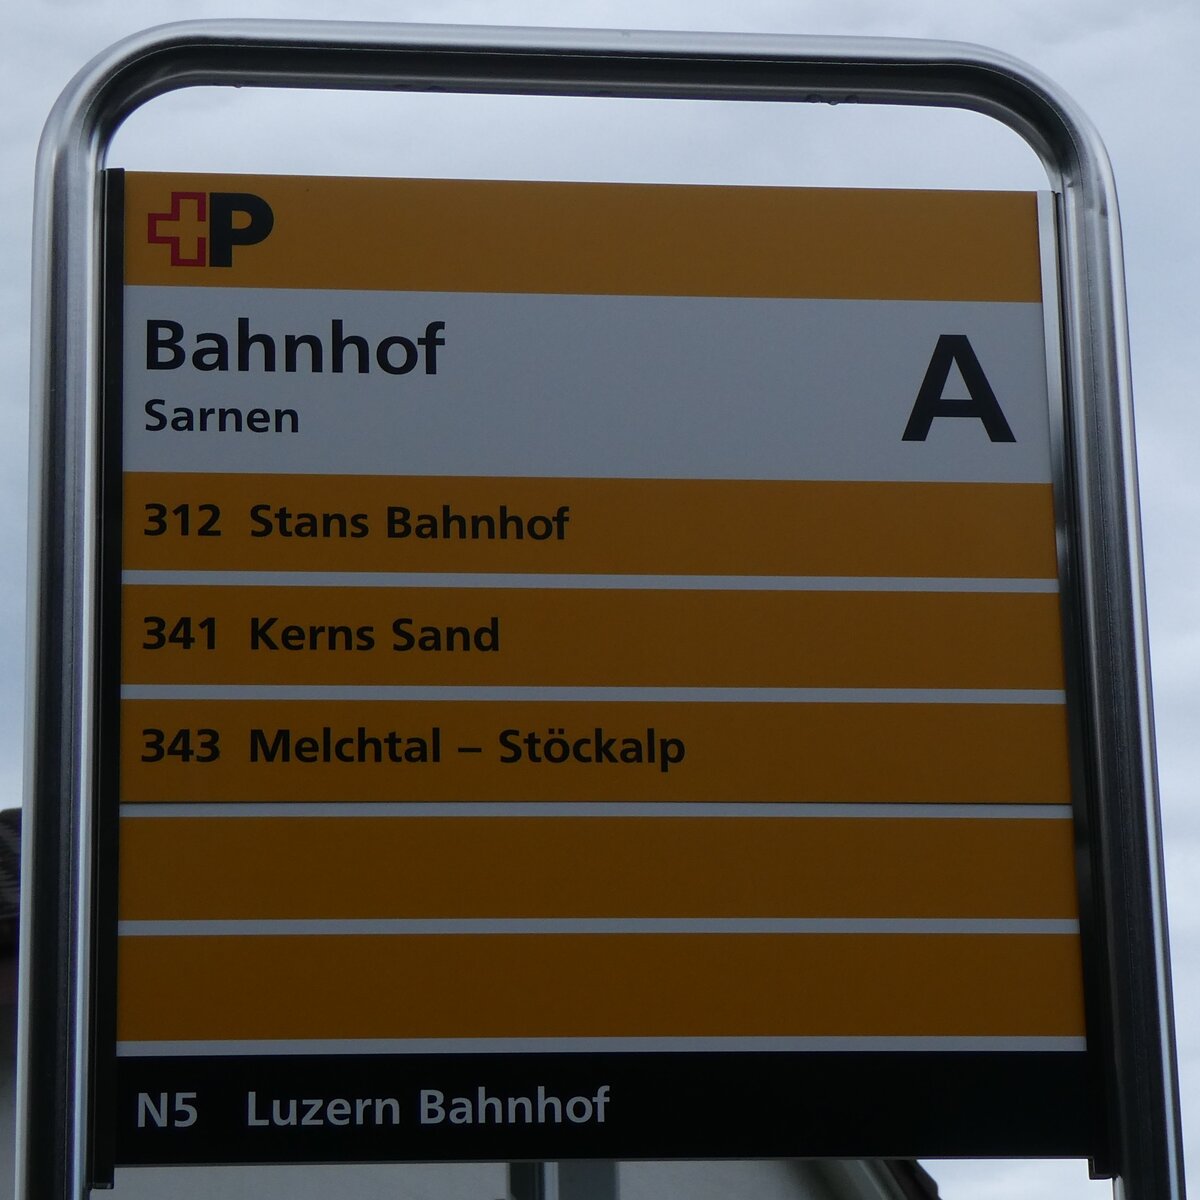 P
Bahnhof
Sarnen
A
312 Stans Bahnhof
341 Kerns Sand
343 Melchtal – Stöckalp
N5 Luzern Bahnhof